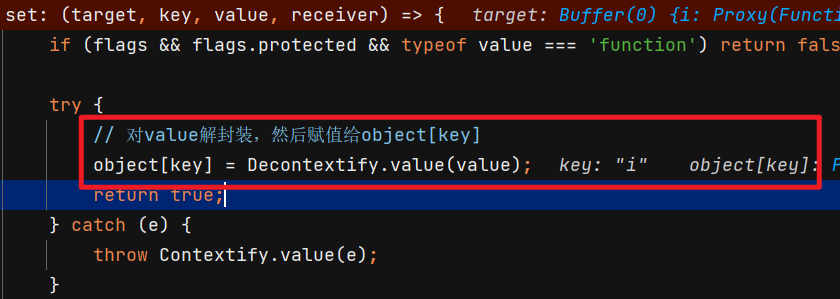 set: (target, key, value, receiver) => {   target: Buffer(0) {i: Proxy(Functi
if (flags && flags.protected && typeof value === 'function') return fals
try {
// 对value解封装，然后赋值给object[key]
object[key] = Decontextify.value(value);   key: "i"   object[key]: P
return true;
} catch (e) {
throw Contextify.value(e);
}